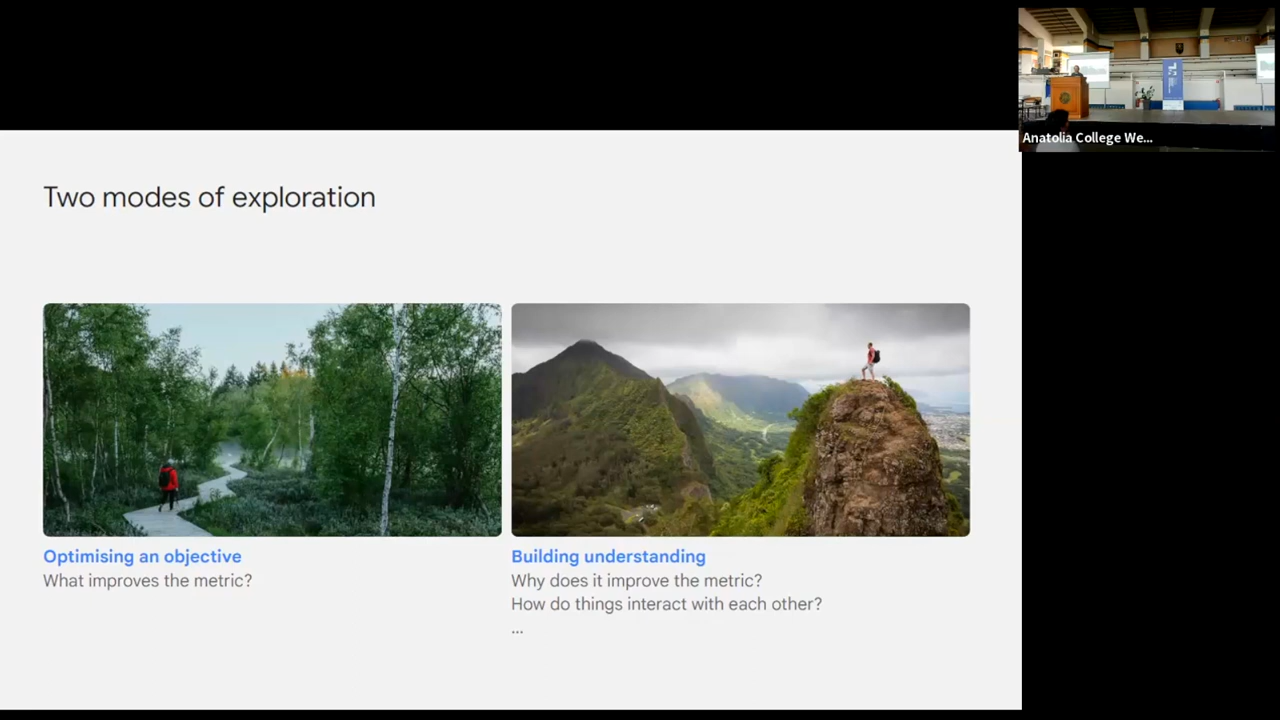 Two modes of exploration
Anatolia College We...
Optimising an objective
What improves the metric?
Building understanding
Why does it improve the metric?
How do things interact with each other?
...